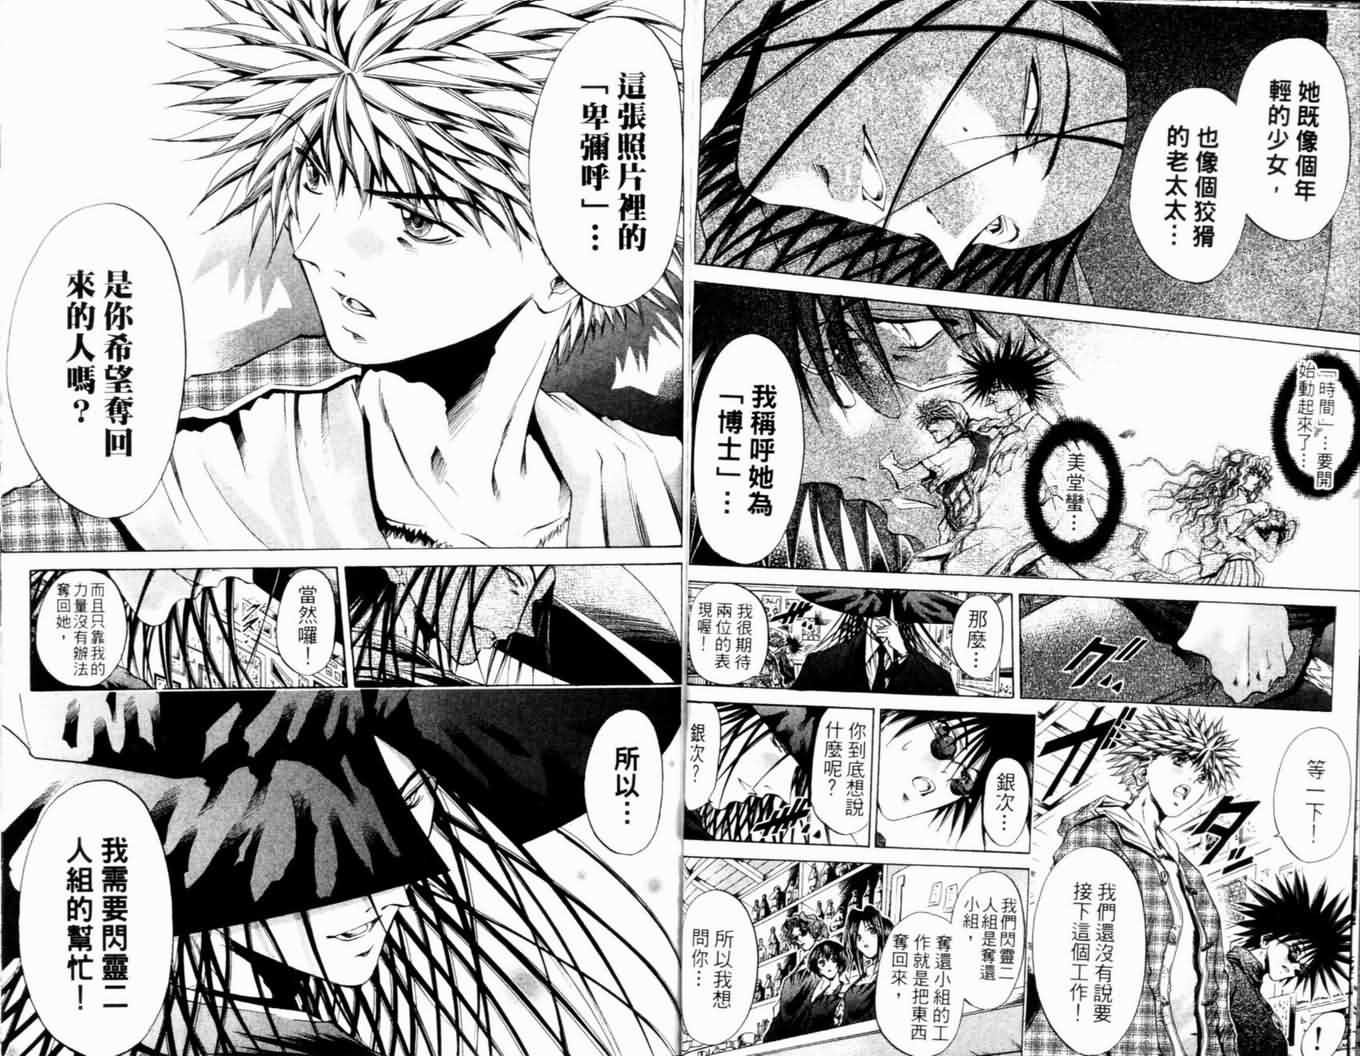 她既像個年
輕的少女，
也像個狡猾
的老太太…
「時間」…要開
始動起來了…
美堂蠻…
我稱呼她為
「博士」…
那麼…
我很期待
兩位的表
現喔！
グッ
等一下！
ガタッ
我們還沒有說要
接下這個工作！
！
銀次…
你到底想說
什麼呢？
銀次？
我們閃靈二
人組是奪還
小組，
奪還小組的工
作就是把東西
奪回來，
所以我想
問你…
這張照片裡的
「卑彌呼」…
是你希望奪回
來的人嗎？
當然囉！
而且只靠我的
力量沒有辦法
奪回她，
所以…
我需要閃靈二
人組的幫忙！